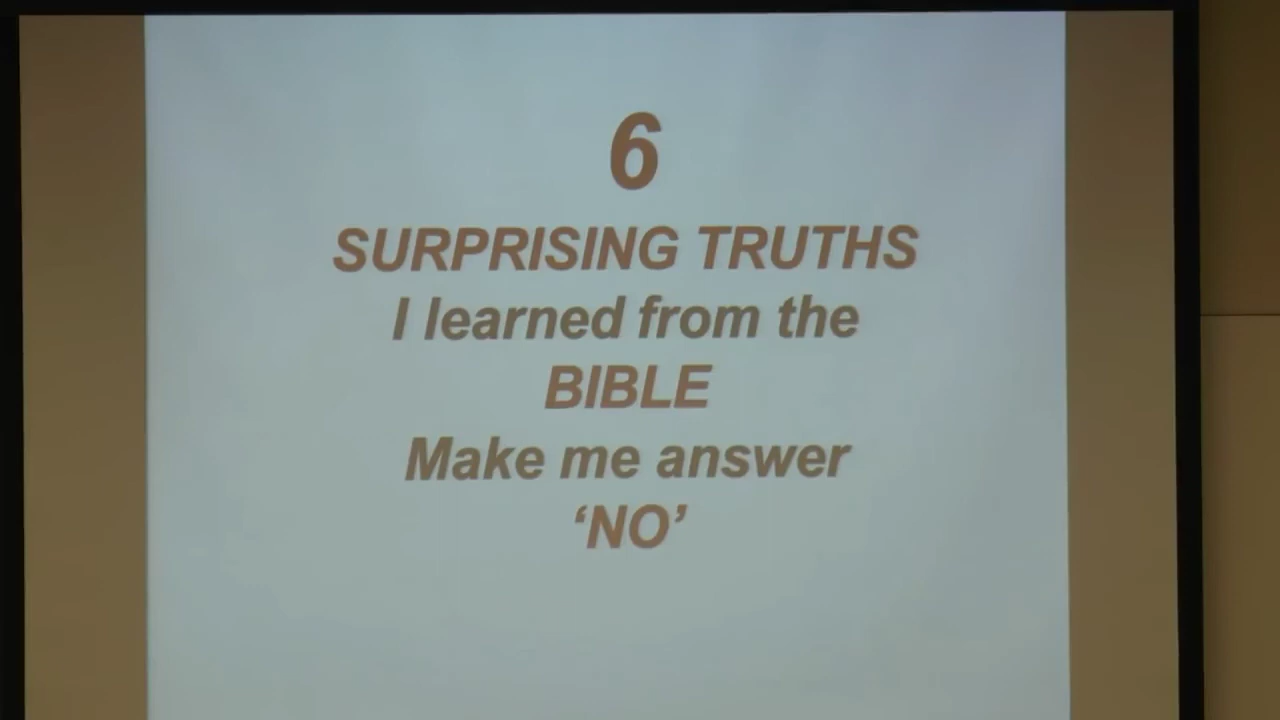 6
SURPRISING TRUTHS
I learned from the
BIBLE
Make me answer
‘NO’